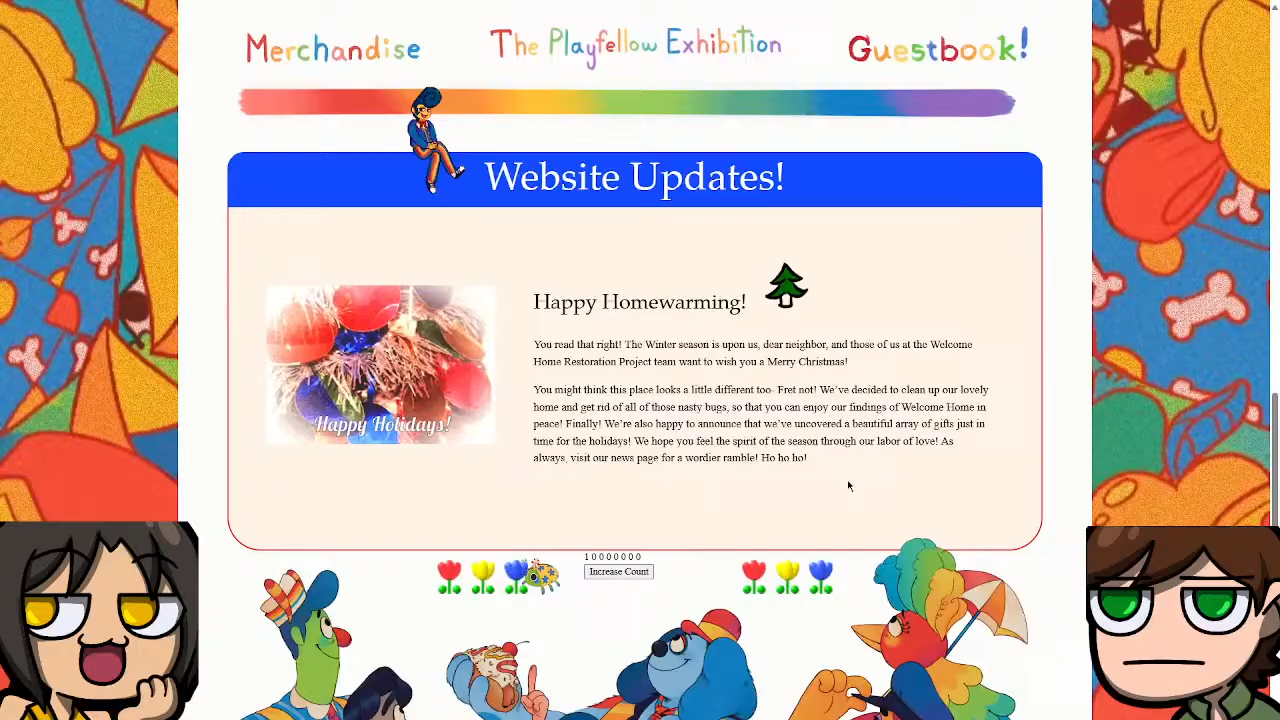 Merchandise The Playfellow Exhibition Guestbook!
Website Updates!
Happy Homewarming!
You read that right! The Winter season is upon us, dear neighbor, and those of us at the Welcome
Home Restoration Project team want to wish you a Merry Christmas!
You might think this place looks a little different too- Fret not! We've decided to clean up our lovely
home and get rid of all of those nasty bugs, so that you can enjoy our findings of Welcome Home in
peace! Finally! We're also happy to announce that we've uncovered a beautiful array of gifts just in
time for the holidays! We hope you feel the spirit of the season through our labor of love! As
always, visit our news page for a wordier ramble! Ho ho ho!
Happy Holidays!
10000000
Increase Count